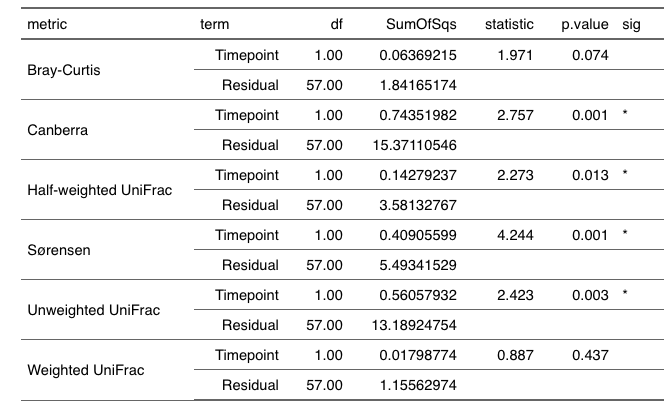 metric term df SumOfSqs statistic p.value sig
Bray-Curtis Timepoint 1.00 0.06369215 1.971 0.074
Residual 57.00 1.84165174
Canberra Timepoint 1.00 0.74351982 2.757 0.001 *
Residual 57.00 15.37110546
Half-weighted UniFrac Timepoint 1.00 0.14279237 2.273 0.013 *
Residual 57.00 3.58132767
Sørensen Timepoint 1.00 0.40905599 4.244 0.001 *
Residual 57.00 5.49341529
Unweighted UniFrac Timepoint 1.00 0.56057932 2.423 0.003 *
Residual 57.00 13.18924754
Weighted UniFrac Timepoint 1.00 0.01798774 0.887 0.437
Residual 57.00 1.15562974